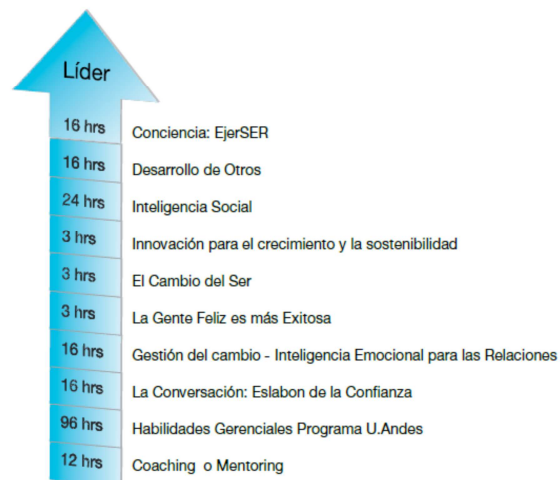 Líder
16 hrs Conciencia: EjerSER
16 hrs Desarrollo de Otros
24 hrs Inteligencia Social
3 hrs Innovación para el crecimiento y la sostenibilidad
3 hrs El Cambio del Ser
3 hrs La Gente Feliz es más Exitosa
16 hrs Gestión del cambio - Inteligencia Emocional para las Relaciones
16 hrs La Conversación: Eslabon de la Confianza
96 hrs Habilidades Gerenciales Programa U.Andes
12 hrs Coaching o Mentoring